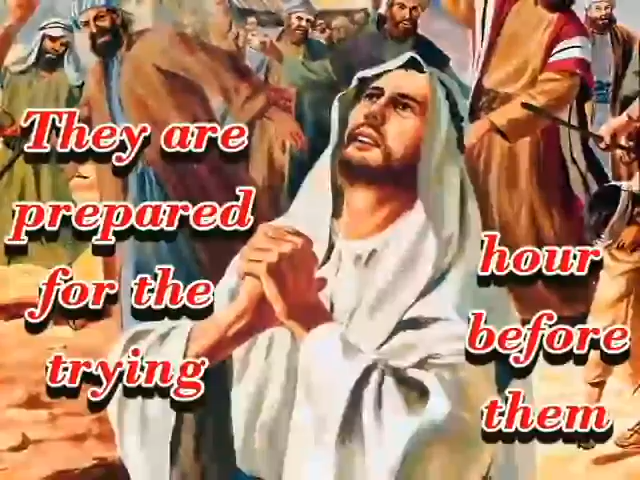 They are
prepared
for the
trying
hour
before
them